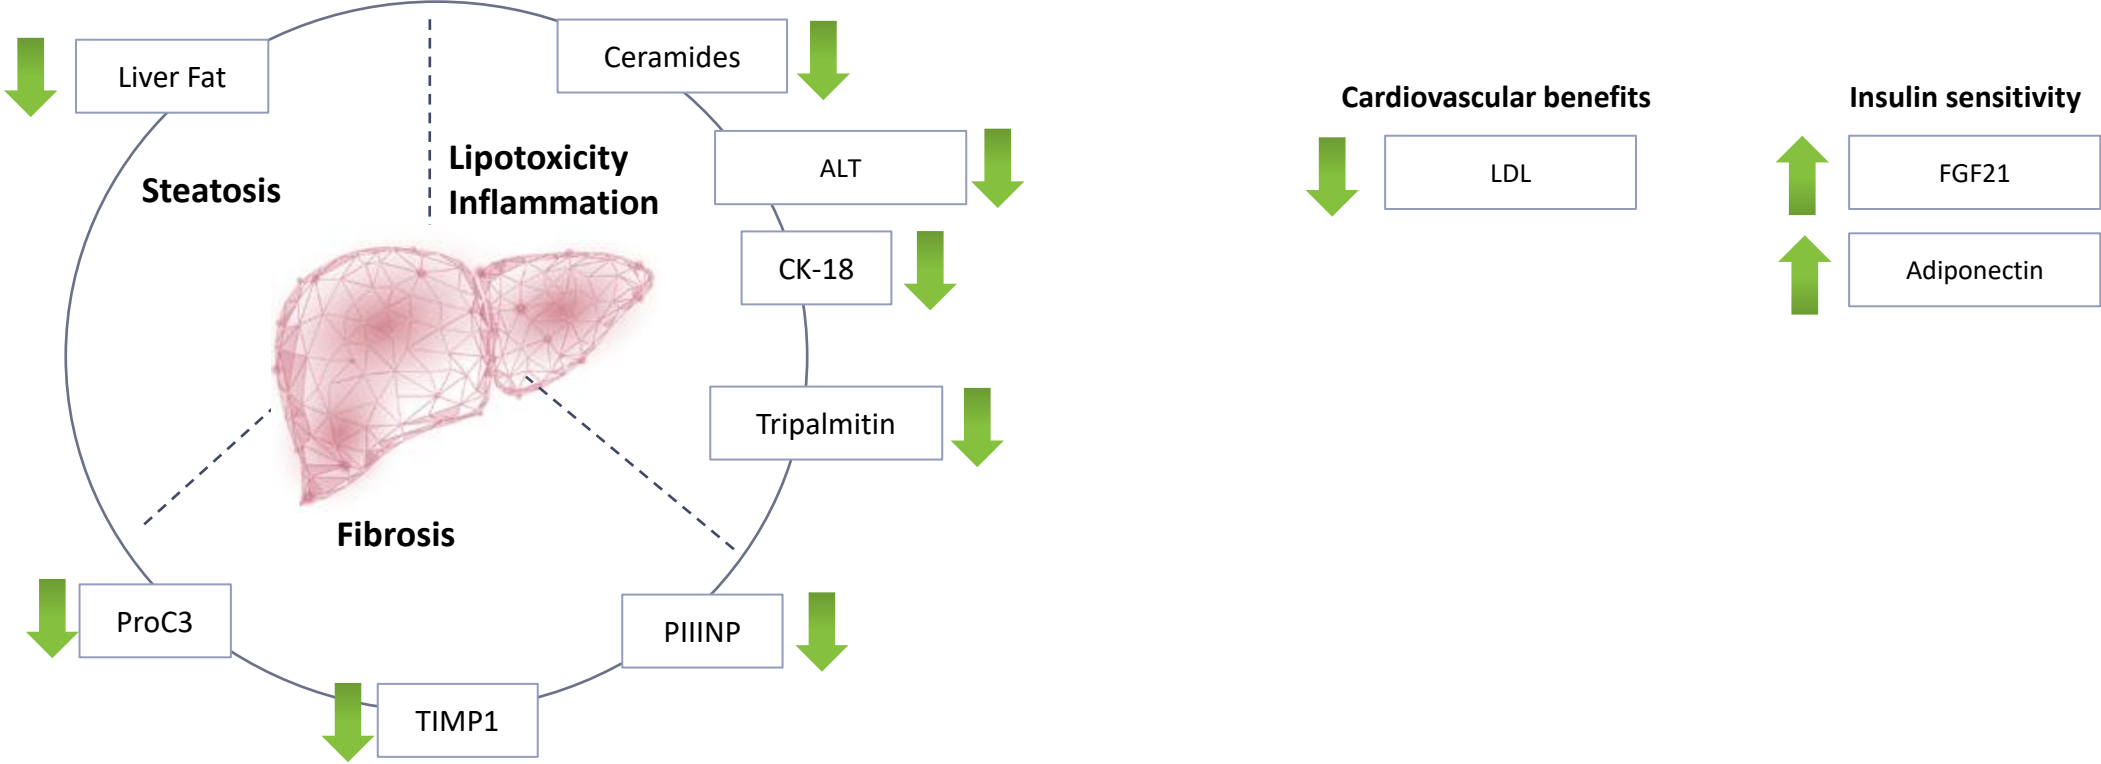 Liver Fat
Ceramides
ALT
CK-18
Tripalmitin
PIIINP
TIMP1
ProC3
Steatosis
Lipotoxicity
Inflammation
Fibrosis
Cardiovascular benefits
LDL
Insulin sensitivity
FGF21
Adiponectin